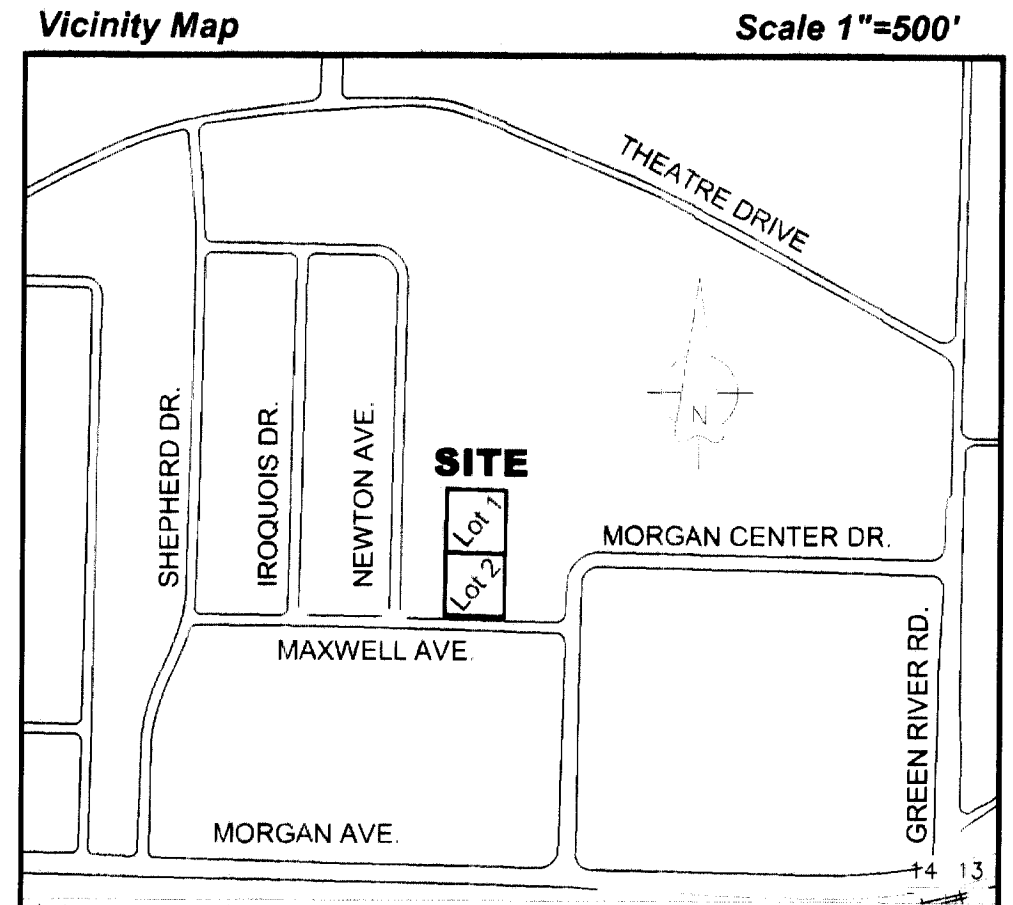 Vicinity Map
Scale 1"=500'
THEATRE DRIVE
N
SHEPHERD DR.
IROQUOIS DR.
NEWTON AVE.
SITE
Lot 1
Lot 2
MORGAN CENTER DR.
MAXWELL AVE.
GREEN RIVER RD.
MORGAN AVE.
14 13